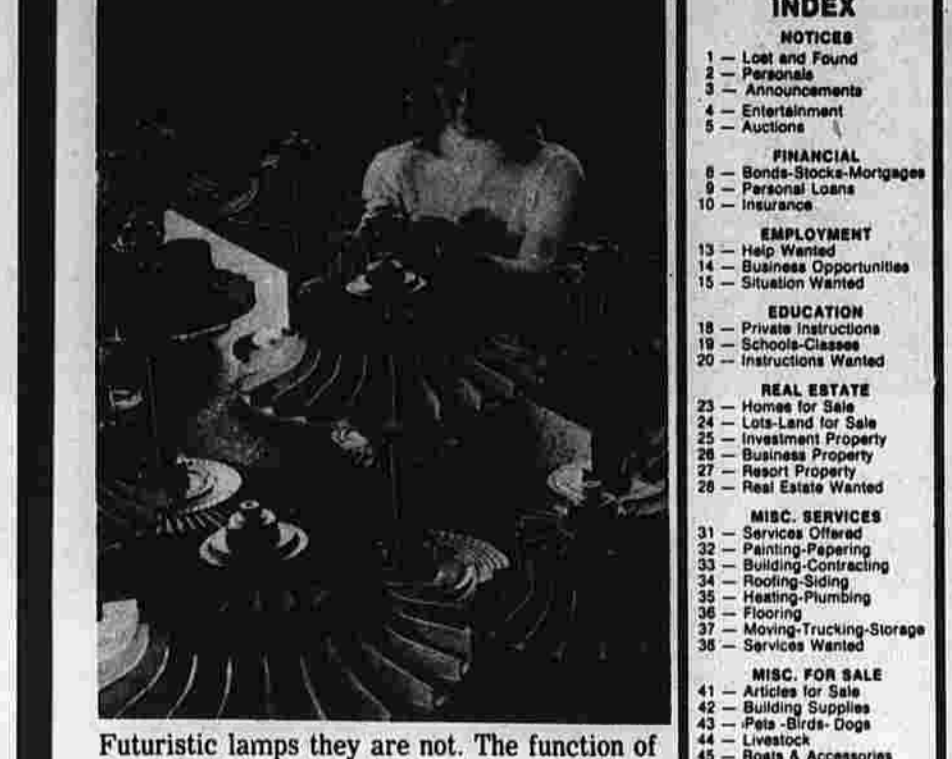 Futuristic lamps they are not. The function of
INDEX
NOTICES
1 — Lost and Found
2 — Personals
3 — Announcements
4 — Entertainment
5 — Auctions
FINANCIAL
8 — Bonds-Stocks-Mortgages
9 — Personal Loans
10 — Insurance
EMPLOYMENT
13 — Help Wanted
14 — Business Opportunities
15 — Situation Wanted
EDUCATION
18 — Private Instructions
19 — Schools-Classes
20 — Instructions Wanted
REAL ESTATE
23 — Homes for Sale
24 — Lots-Land for Sale
25 — Investment Property
26 — Business Property
27 — Resort Property
28 — Real Estate Wanted
MISC. SERVICES
31 — Services Offered
32 — Painting-Papering
33 — Building-Contracting
34 — Roofing-Siding
35 — Heating-Plumbing
36 — Flooring
37 — Moving-Trucking-Storage
38 — Services Wanted
MISC. FOR SALE
41 — Articles for Sale
42 — Building Supplies
43 — Pets -Birds- Dogs
44 — Livestock
45 — Boats & Accessories